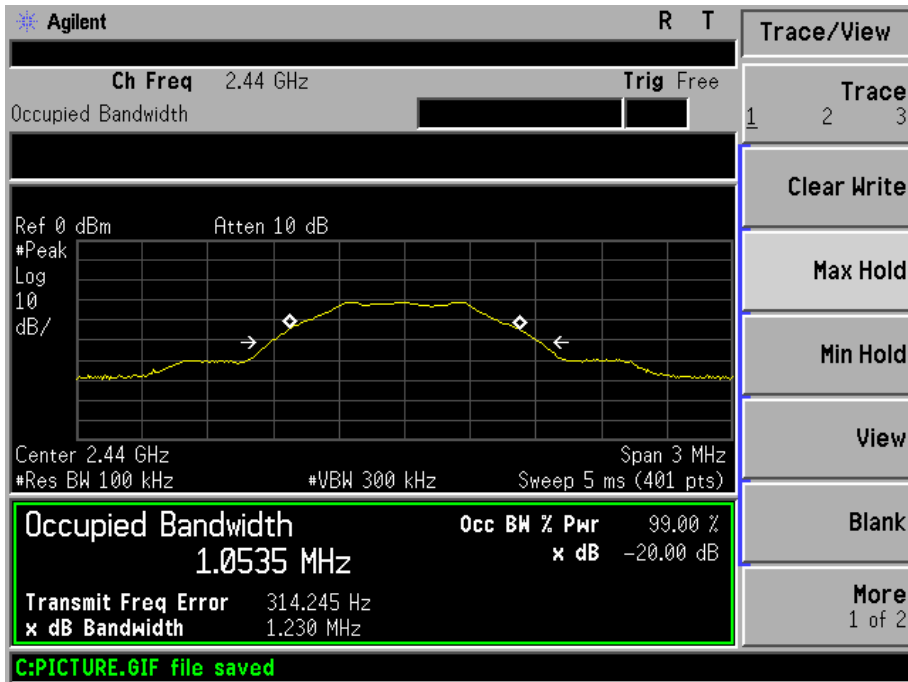 Agilent R T
Ch Freq 2.44 GHz Trig Free
Occupied Bandwidth
Ref 0 dBm Atten 10 dB
#Peak
Log
10
dB/
Center 2.44 GHz Span 3 MHz
#Res BW 100 kHz #VBW 300 kHz Sweep 5 ms (401 pts)
Occupied Bandwidth Occ BW % Pwr 99.00 %
1.0535 MHz x dB -20.00 dB
Transmit Freq Error 314.245 Hz
x dB Bandwidth 1.230 MHz
C:PICTURE.GIF file saved
Trace/View
Trace
1 2 3
Clear Write
Max Hold
Min Hold
View
Blank
More
1 of 2